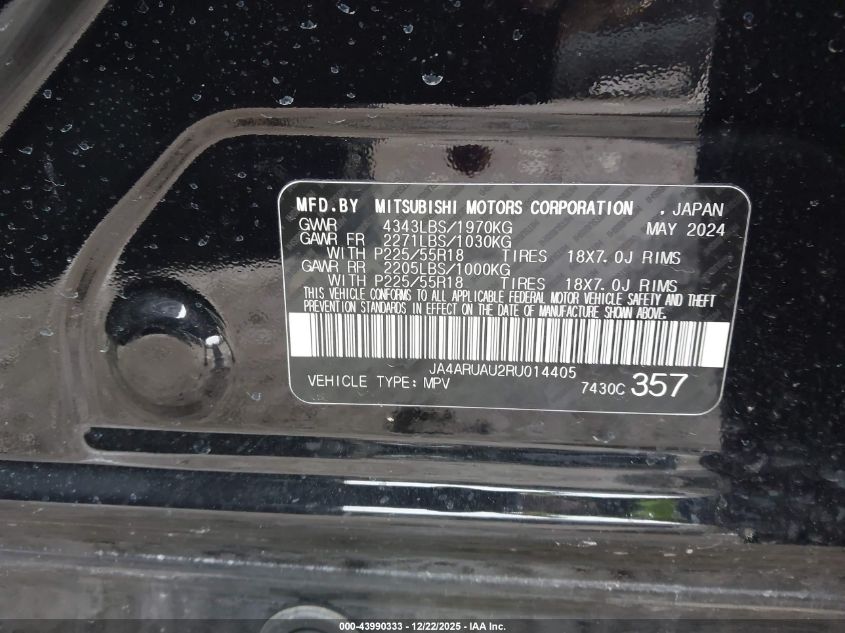 MFD.BY MITSUBISHI MOTORS CORPORATION , JAPAN
GVWR 4343LBS/1970KG MAY 2024
GAWR FR 2271LBS/1030KG
WITH P225/55R18 TIRES 18X7.0J RIMS
GAWR RR 2205LBS/1000KG
WITH P225/55R18 TIRES 18X7.0J RIMS
THIS VEHICLE CONFORMS TO ALL APPLICABLE FEDERAL MOTOR VEHICLE SAFETY AND THEFT
PREVENTION STANDARDS IN EFFECT ON THE DATE OF MANUFACTURE SHOWN ABOVE.
JA4ARUAU2RU014405
VEHICLE TYPE: MPV 7430C 357
000-43990333 - 12/22/2025 - IAA Inc.